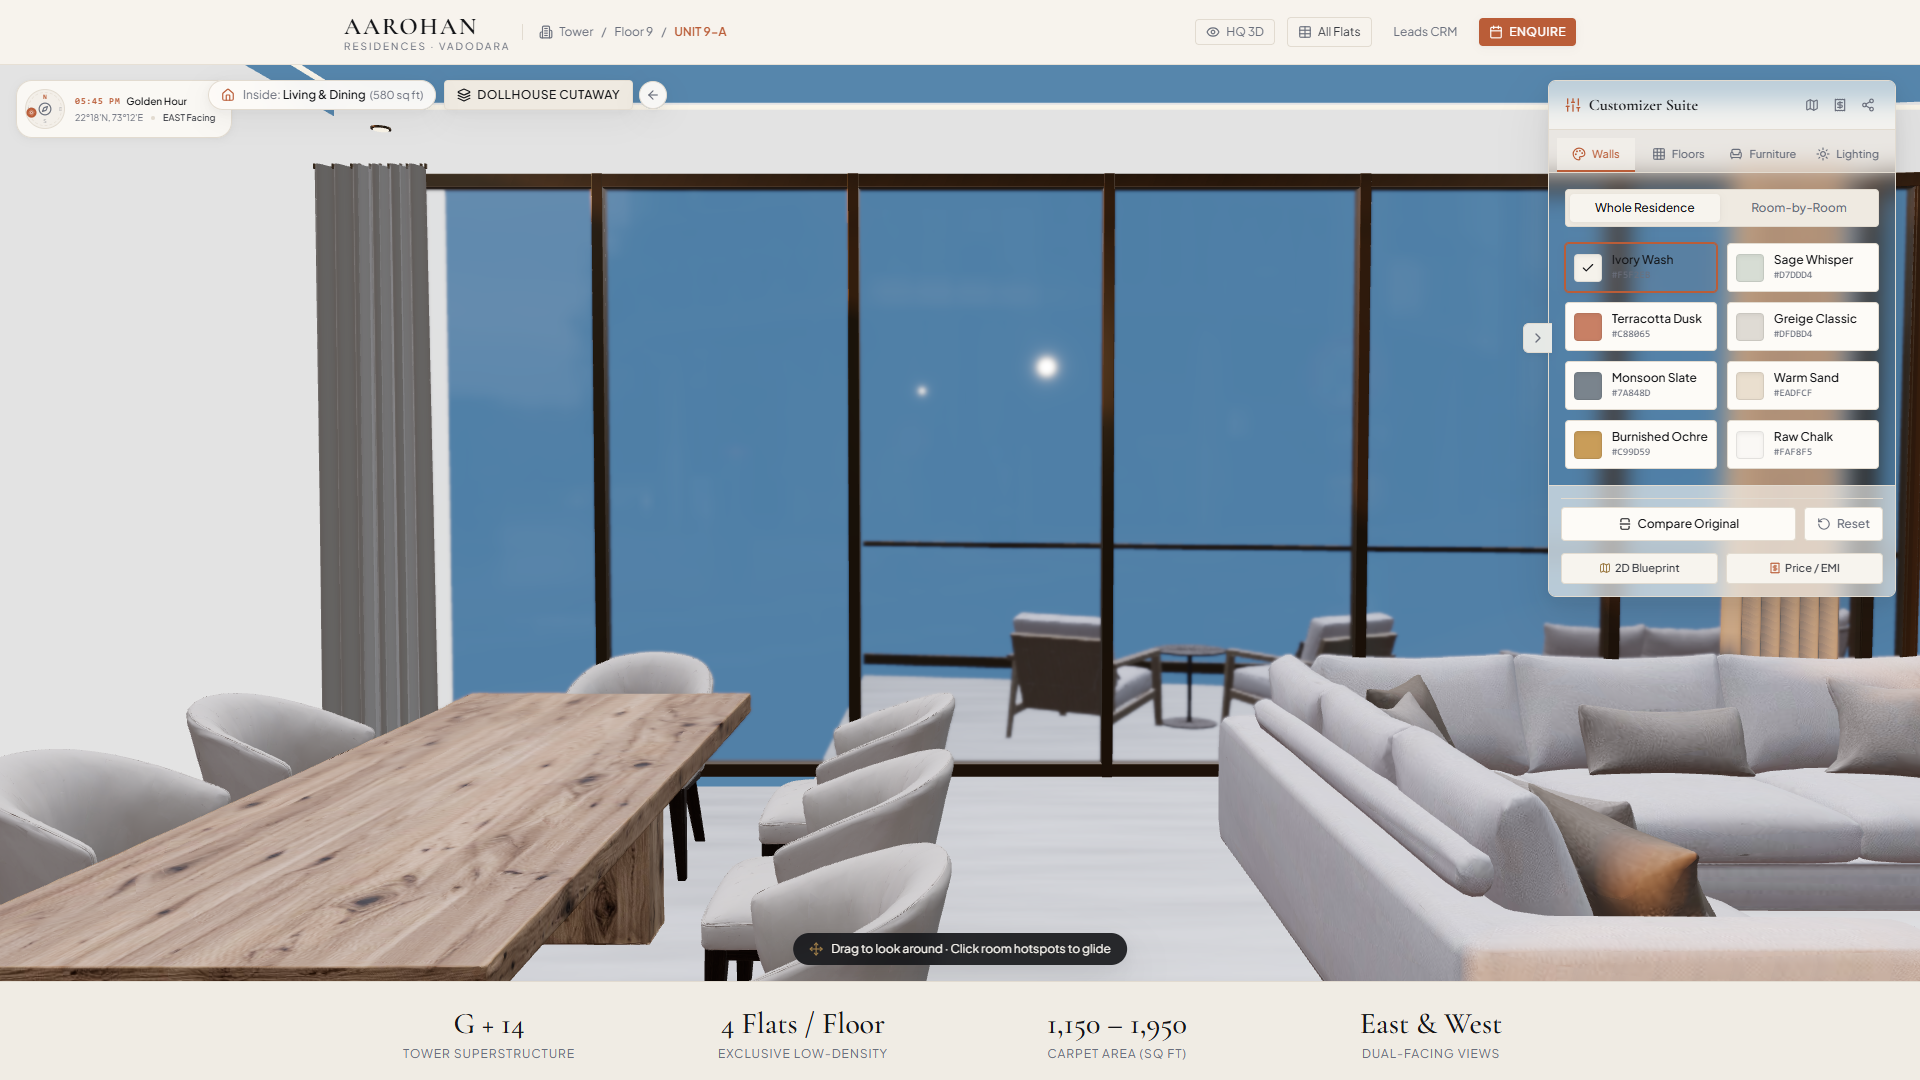 AAROHAN
RESIDENCES · VADODARA
Tower / Floor 9 / UNIT 9-A
HQ 3D
All Flats
Leads CRM
ENQUIRE
N
S
05:45 PM Golden Hour
22°18'N, 73°12'E EAST Facing
Inside: Living & Dining (580 sq ft)
DOLLHOUSE CUTAWAY
Customizer Suite
Walls
Floors
Furniture
Lighting
Whole Residence
Room-by-Room
Ivory Wash
Sage Whisper
#D7DDD4
Terracotta Dusk
#C88065
Greige Classic
#DFDBD4
Monsoon Slate
#7A848D
Warm Sand
#EADFCF
Burnished Ochre
#C99D59
Raw Chalk
#FAF8F5
Compare Original
Reset
2D Blueprint
Price / EMI
Drag to look around · Click room hotspots to glide
G + 14
TOWER SUPERSTRUCTURE
4 Flats / Floor
EXCLUSIVE LOW-DENSITY
1,150 – 1,950
CARPET AREA (SQ FT)
East & West
DUAL-FACING VIEWS